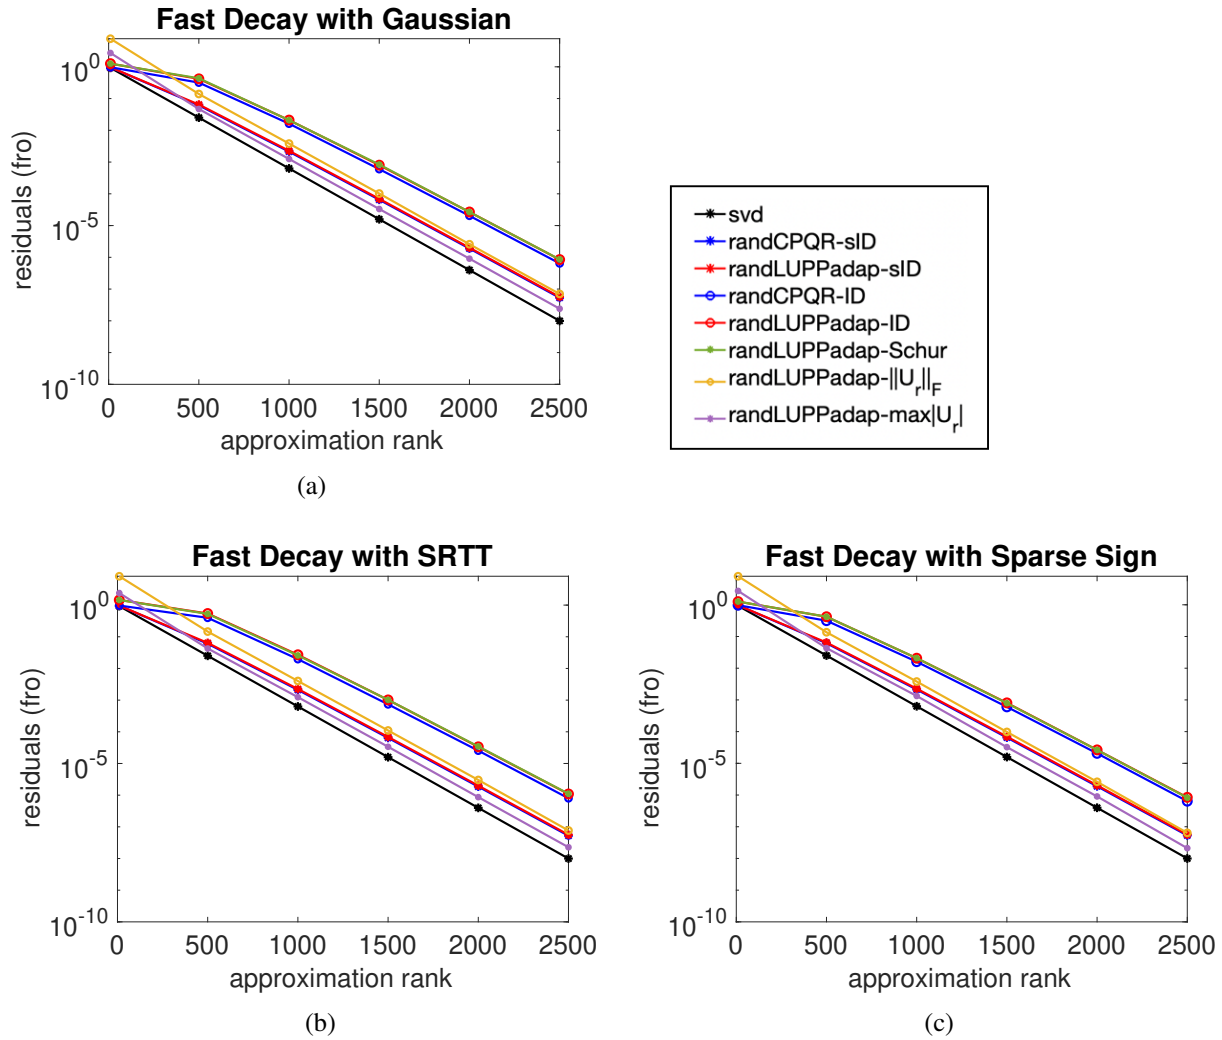 Fast Decay with Gaussian
residuals (fro)
10^0
10^-5
10^-10
0 500 1000 1500 2000 2500
approximation rank
(a)
svd
randCPQR-sID
randLUPPadap-sID
randCPQR-ID
randLUPPadap-ID
randLUPPadap-Schur
randLUPPadap-||U_r||_F
randLUPPadap-max|U_r|
Fast Decay with SRTT
residuals (fro)
10^0
10^-5
10^-10
0 500 1000 1500 2000 2500
approximation rank
(b)
Fast Decay with Sparse Sign
residuals (fro)
10^0
10^-5
10^-10
0 500 1000 1500 2000 2500
approximation rank
(c)